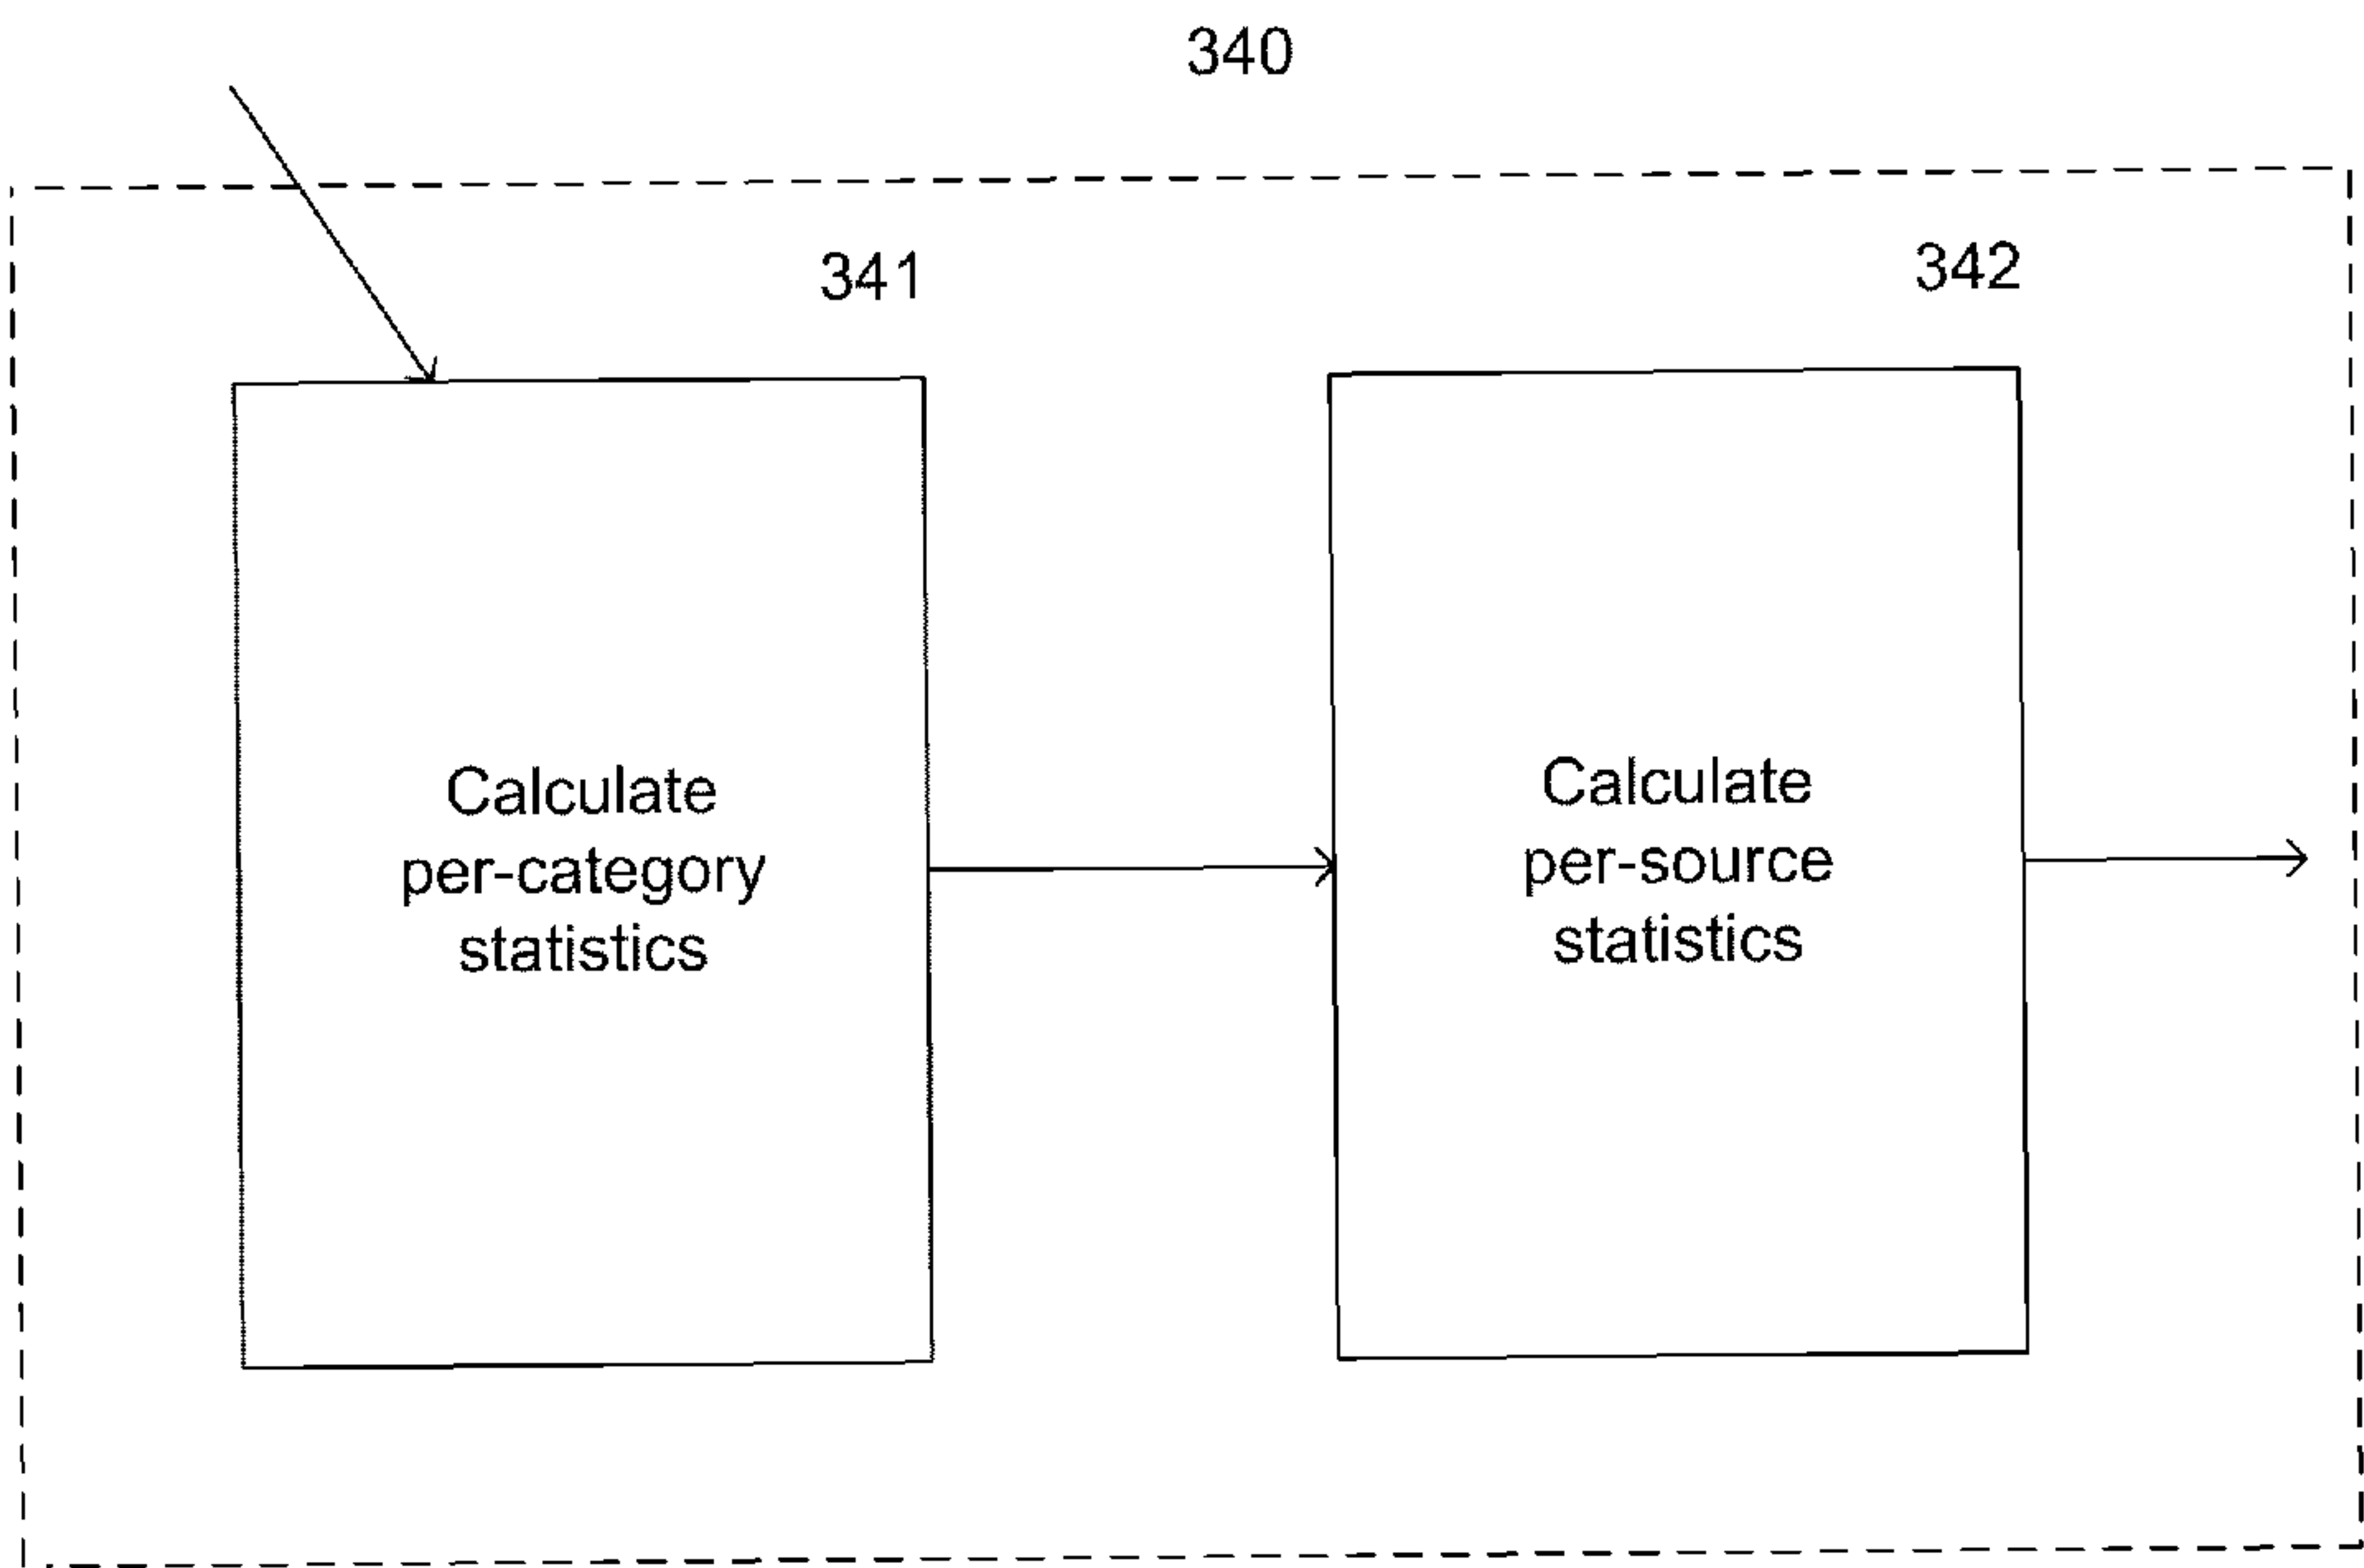 340
341
342
Calculate
per-category
statistics
Calculate
per-source
statistics